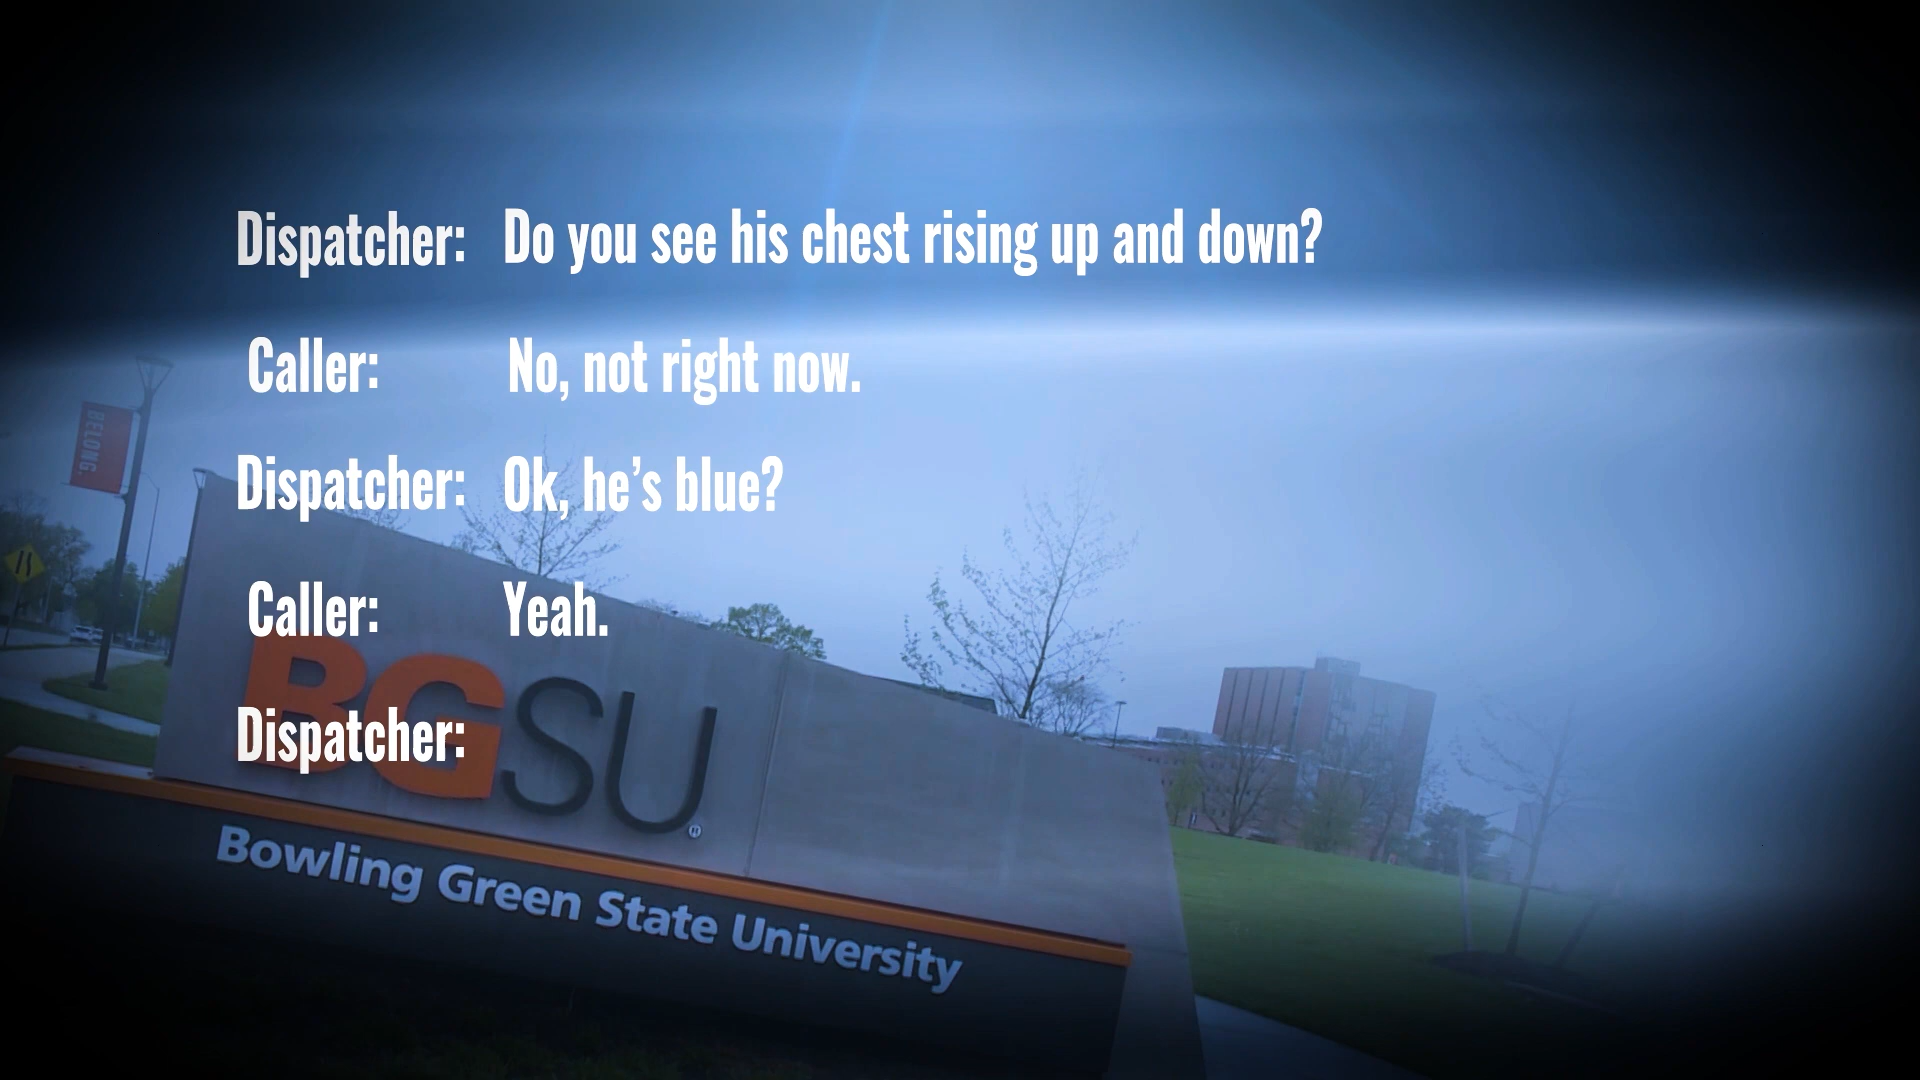 Dispatcher: Do you see his chest rising up and down?
Caller: No, not right now.
BELONG.
Dispatcher: Ok, he's blue?
Caller: Yeah.
Dispatcher:
BGSU®
Bowling Green State University